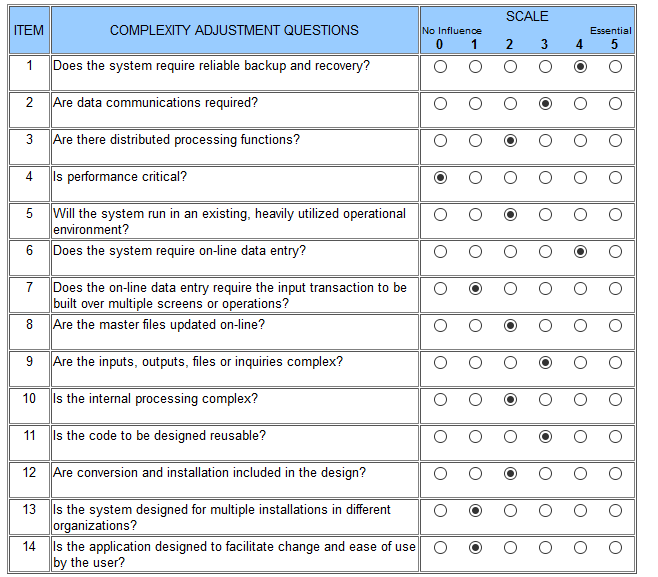 ITEM COMPLEXITY ADJUSTMENT QUESTIONS SCALE
No Influence Essential
0 1 2 3 4 5
1 Does the system require reliable backup and recovery?
2 Are data communications required?
3 Are there distributed processing functions?
4 Is performance critical?
5 Will the system run in an existing, heavily utilized operational
environment?
6 Does the system require on-line data entry?
7 Does the on-line data entry require the input transaction to be
built over multiple screens or operations?
8 Are the master files updated on-line?
9 Are the inputs, outputs, files or inquiries complex?
10 Is the internal processing complex?
11 Is the code to be designed reusable?
12 Are conversion and installation included in the design?
13 Is the system designed for multiple installations in different
organizations?
14 Is the application designed to facilitate change and ease of use
by the user?